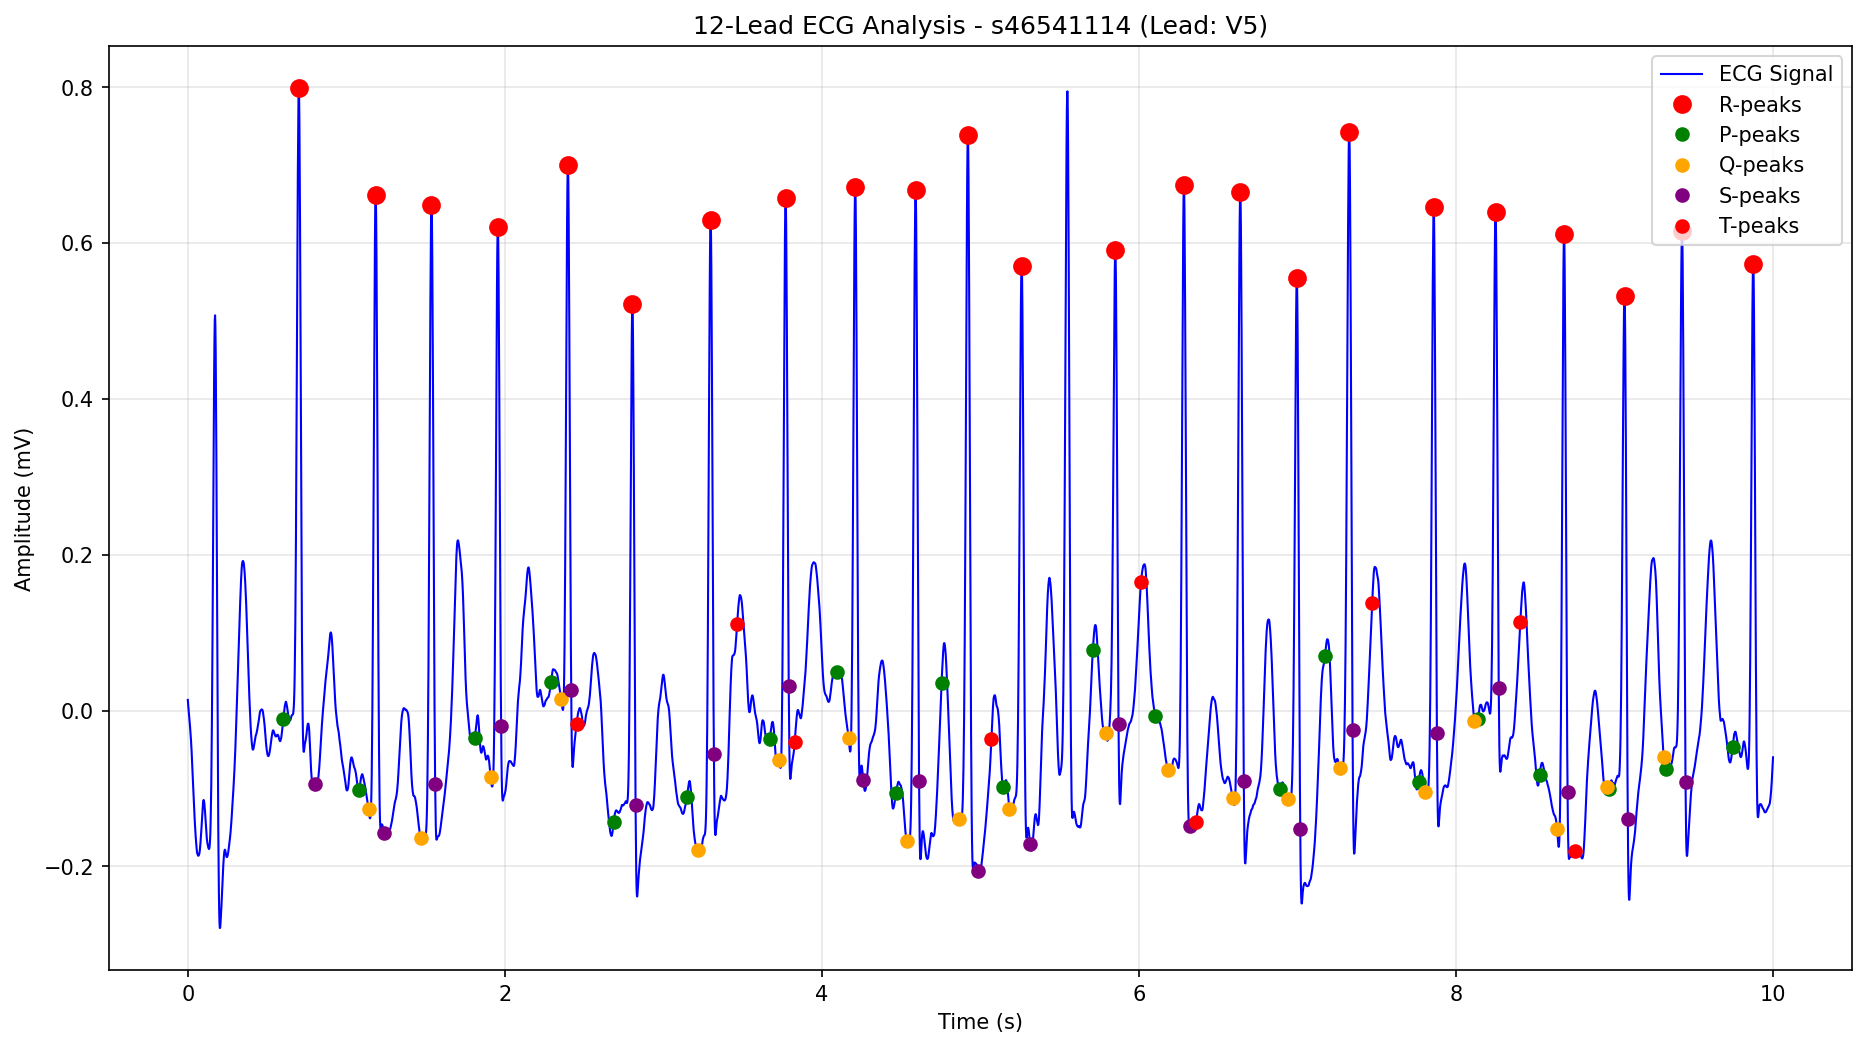 12-Lead ECG Analysis - s46541114 (Lead: V5)
ECG Signal
R-peaks
P-peaks
Q-peaks
S-peaks
T-peaks
Amplitude (mV)
0.8
0.6
0.4
0.2
0.0
−0.2
0 2 4 6 8 10
Time (s)